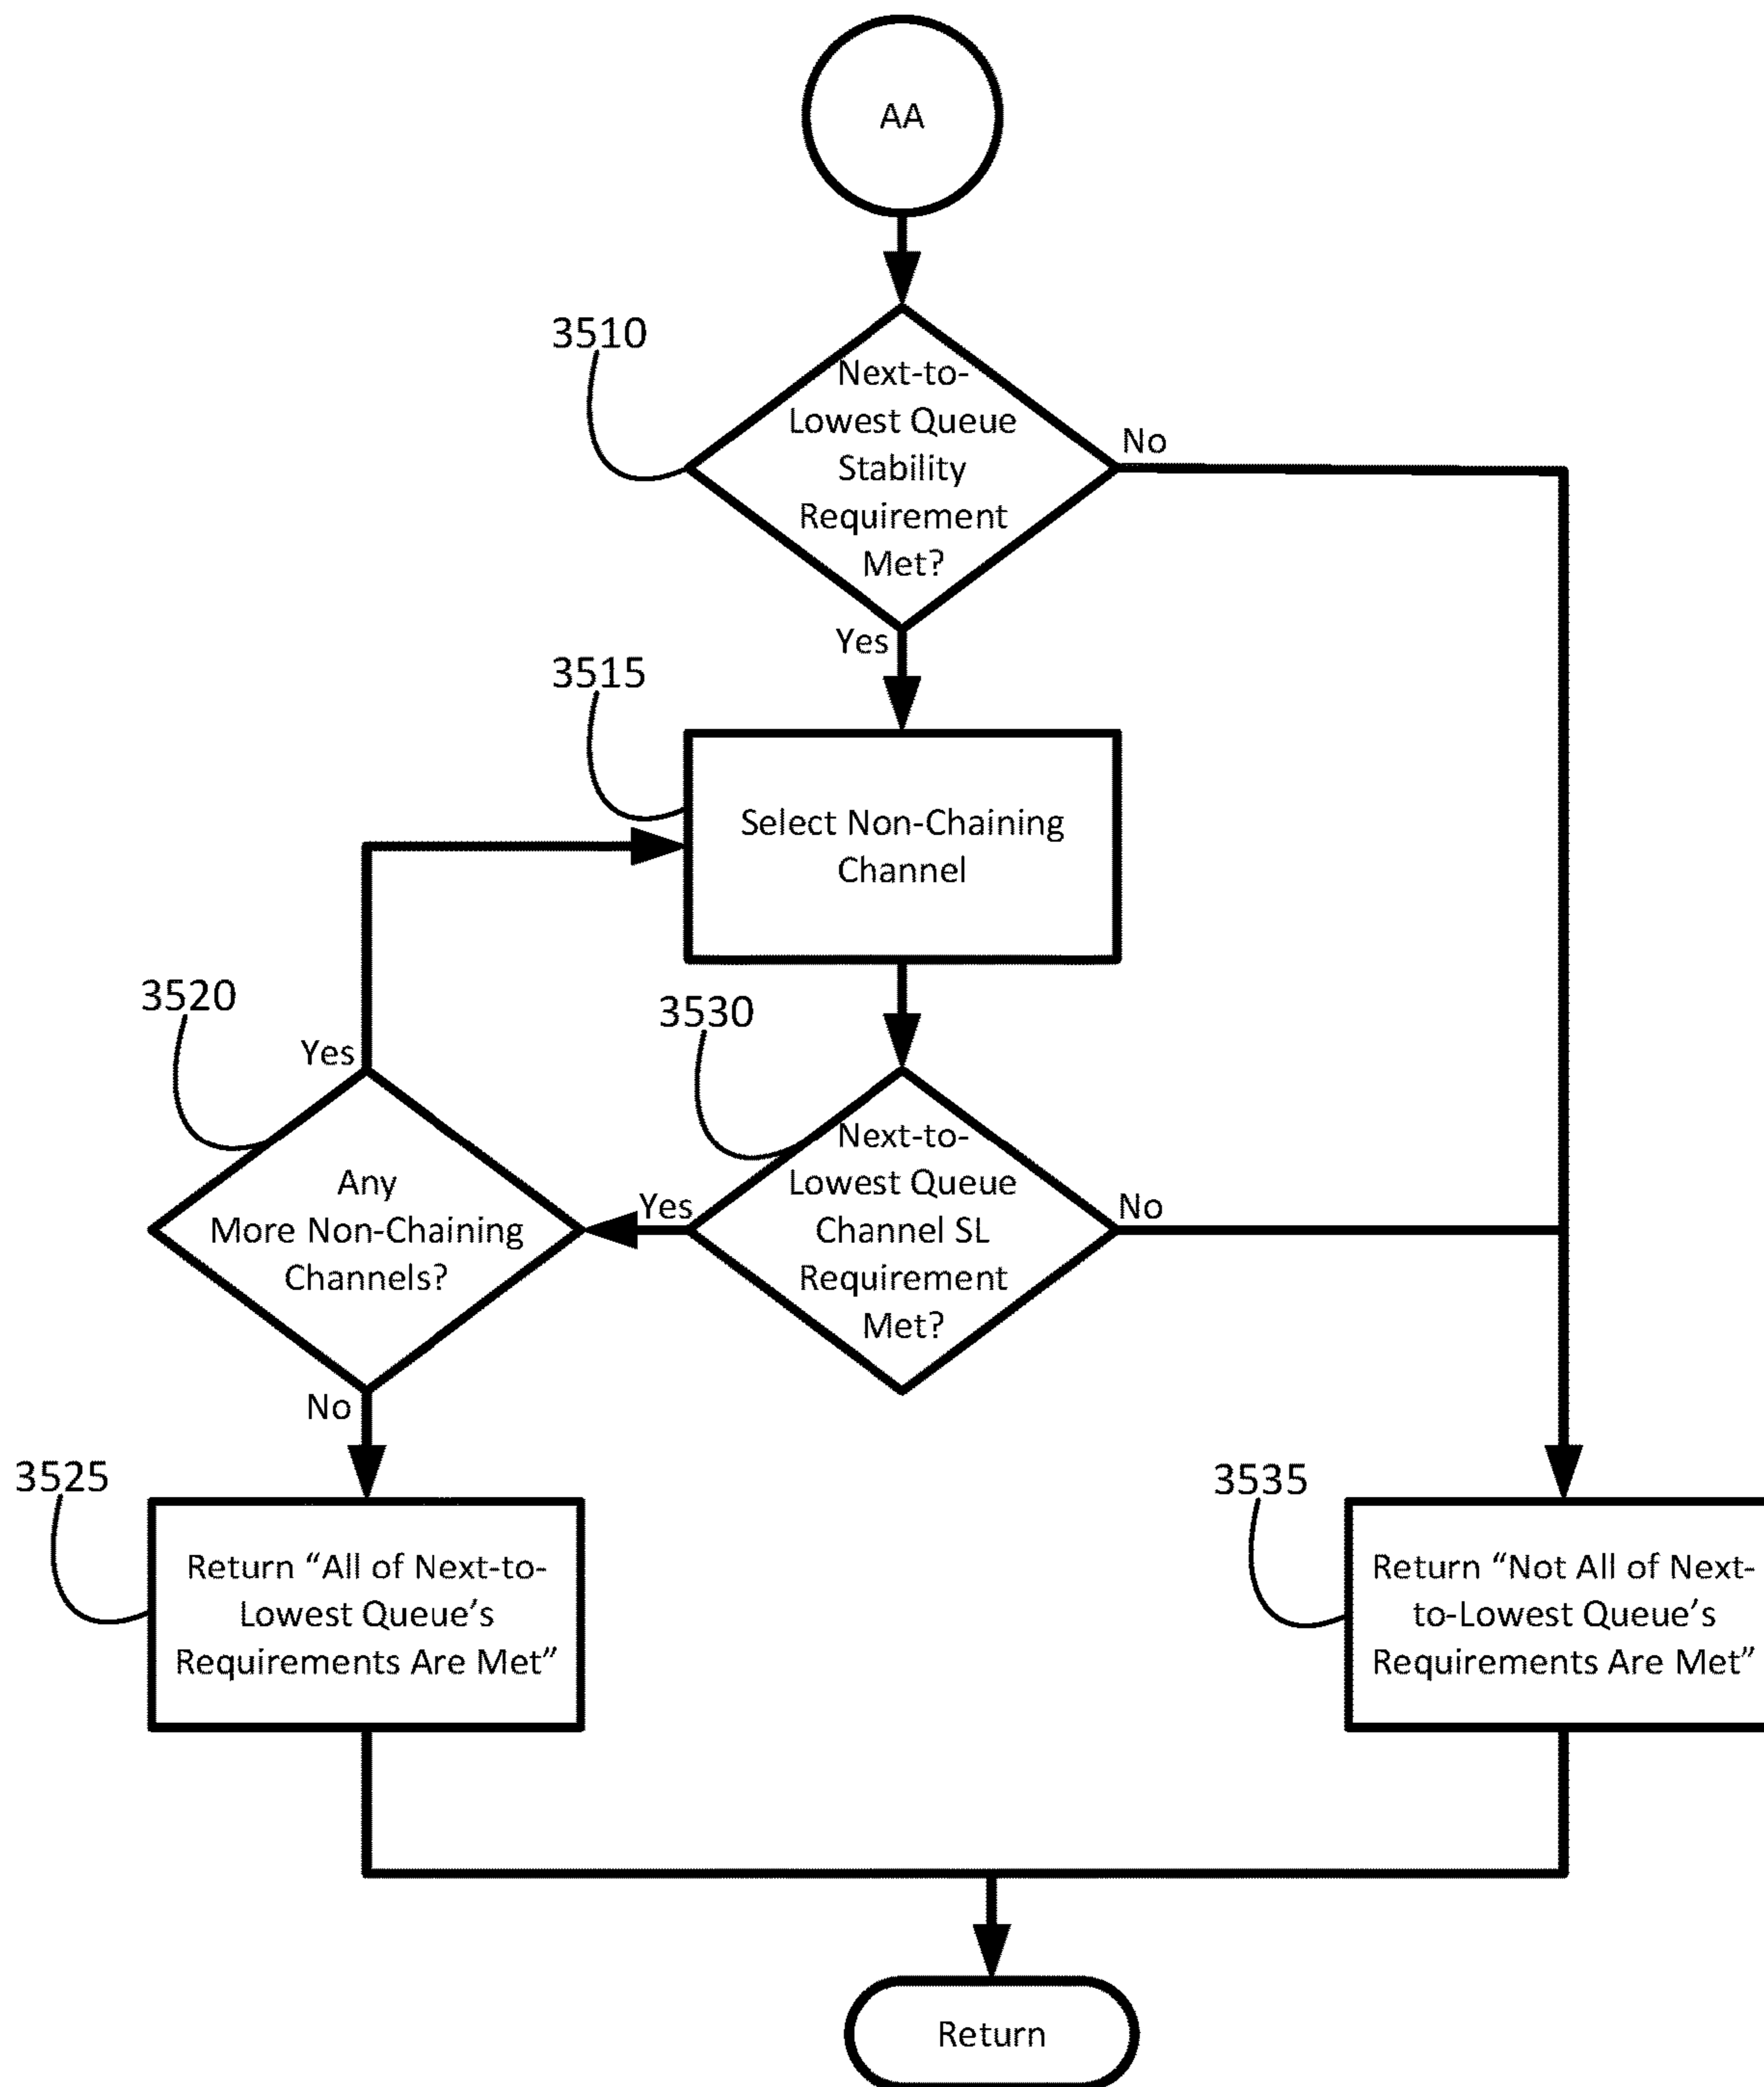 AA
3510
Next-to-
Lowest Queue
Stability
Requirement
Met?
No
Yes
3515
Select Non-Chaining
Channel
3520
3530
Yes
Any
More Non-Chaining
Channels?
Yes
Next-to-
Lowest Queue
Channel SL
Requirement
Met?
No
No
3525
3535
Return “All of Next-to-
Lowest Queue’s
Requirements Are Met”
Return “Not All of Next-
to-Lowest Queue’s
Requirements Are Met”
Return